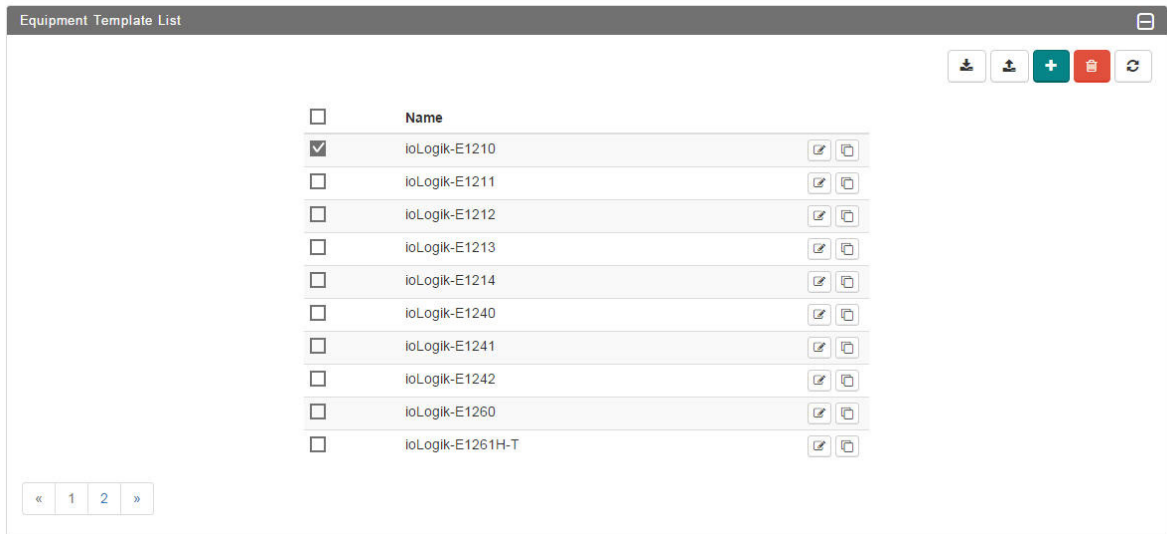 Equipment Template List
Name
ioLogik-E1210
ioLogik-E1211
ioLogik-E1212
ioLogik-E1213
ioLogik-E1214
ioLogik-E1240
ioLogik-E1241
ioLogik-E1242
ioLogik-E1260
ioLogik-E1261H-T
« 1 2 »